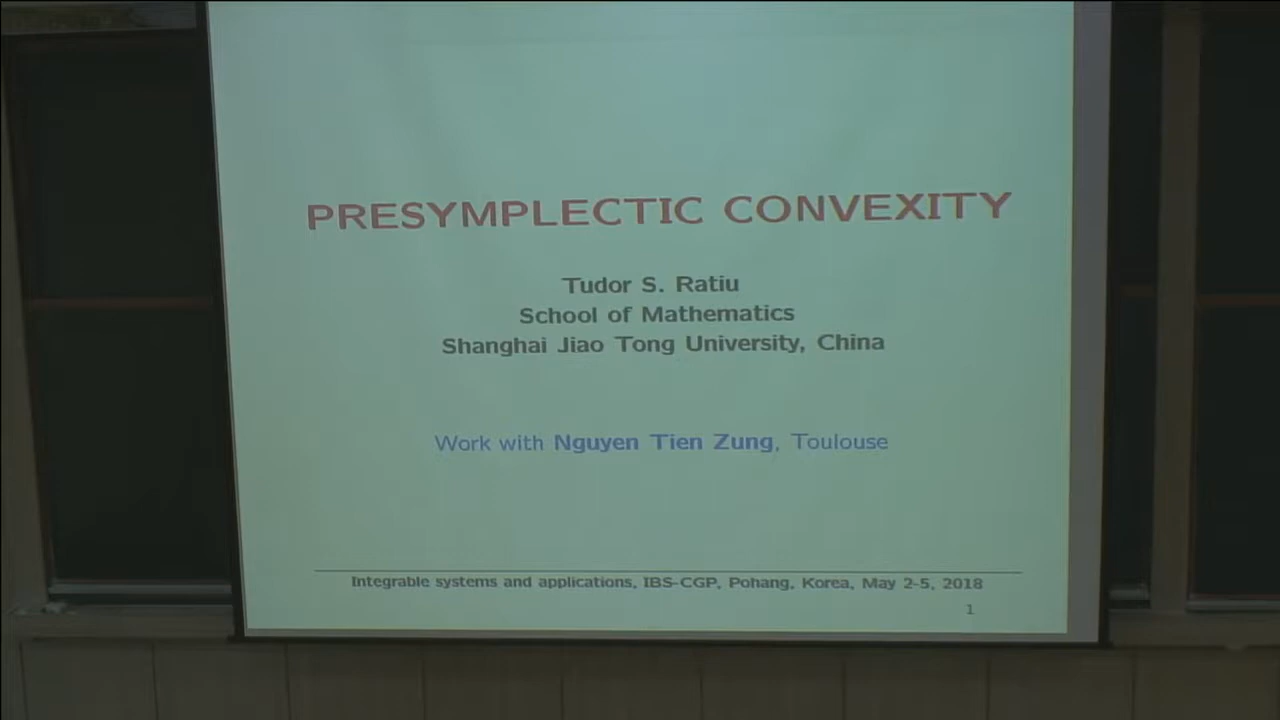 PRESYMPLECTIC CONVEXITY
Tudor S. Ratiu
School of Mathematics
Shanghai Jiao Tong University, China
Work with Nguyen Tien Zung, Toulouse
Integrable systems and applications, IBS-CGP, Pohang, Korea, May 2-5, 2018
1